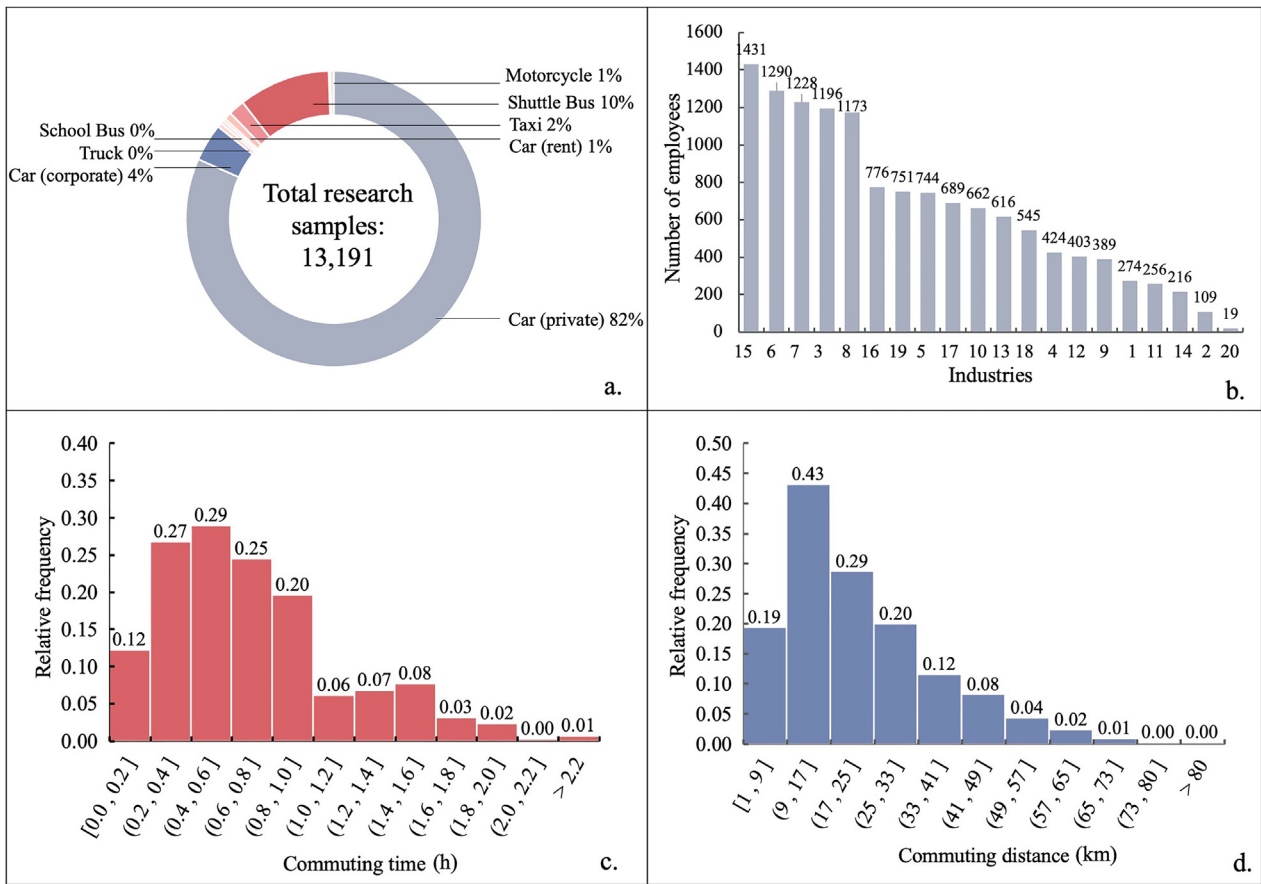 Motorcycle 1%
Shuttle Bus 10%
School Bus 0%
Taxi 2%
Truck 0%
Car (rent) 1%
Car (corporate) 4%
Total research
samples:
13,191
Car (private) 82%
a.
Number of employees
1600
1400
1200
1000
800
600
400
200
0
1431
1290
1228
1196
1173
776
751
744
689
662
616
545
424
403
389
274
256
216
109
19
15 6 7 3 8 16 19 5 17 10 13 18 4 12 9 1 11 14 2 20
Industries
b.
Relative frequency
0.40
0.35
0.30
0.25
0.20
0.15
0.10
0.05
0.00
0.12
0.27
0.29
0.25
0.20
0.06
0.07
0.08
0.03
0.02
0.00
0.01
[0.0 , 0.2 ]
(0.2 , 0.4 ]
(0.4 , 0.6 ]
(0.6 , 0.8 ]
(0.8 , 1.0 ]
(1.0 , 1.2 ]
(1.2 , 1.4 ]
(1.4 , 1.6 ]
(1.6 , 1.8 ]
(1.8 , 2.0 ]
(2.0 , 2.2 ]
> 2.2
Commuting time (h)
c.
Relative frequency
0.50
0.45
0.40
0.35
0.30
0.25
0.20
0.15
0.10
0.05
0.00
0.19
0.43
0.29
0.20
0.12
0.08
0.04
0.02
0.01
0.00
0.00
[1 , 9 ]
(9 , 17 ]
(17 , 25 ]
(25 , 33 ]
(33 , 41 ]
(41 , 49 ]
(49 , 57 ]
(57 , 65 ]
(65 , 73 ]
(73 , 80 ]
> 80
Commuting distance (km)
d.